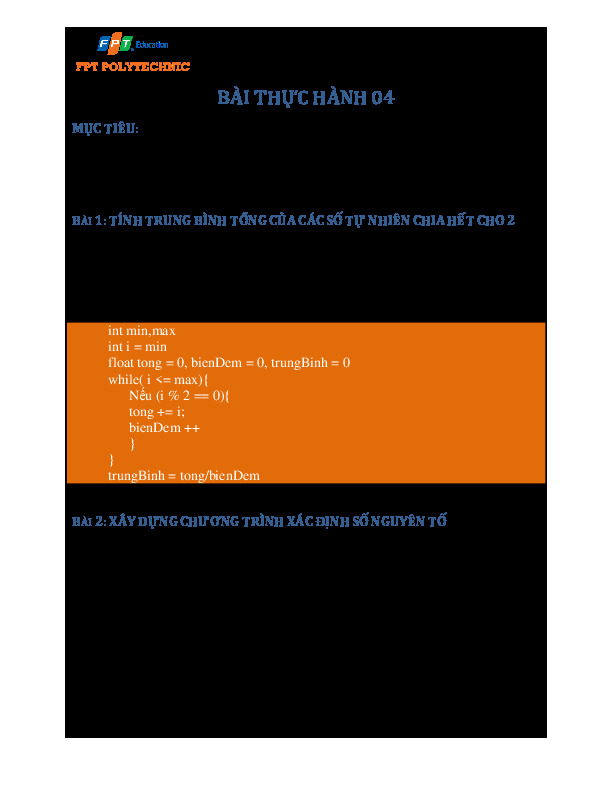 FPT Education
FPT POLYTECHNIC
BÀI THỰC HÀNH 04
MỤC TIÊU:
BÀI 1: TÍNH TRUNG BÌNH TỔNG CỦA CÁC SỐ TỰ NHIÊN CHIA HẾT CHO 2
int min,max
int i = min
float tong = 0, bienDem = 0, trungBinh = 0
while( i <= max){
Nếu (i % 2 == 0){
tong += i;
bienDem ++
}
}
trungBinh = tong/bienDem
BÀI 2: XÂY DỰNG CHƯƠNG TRÌNH XÁC ĐỊNH SỐ NGUYÊN TỐ